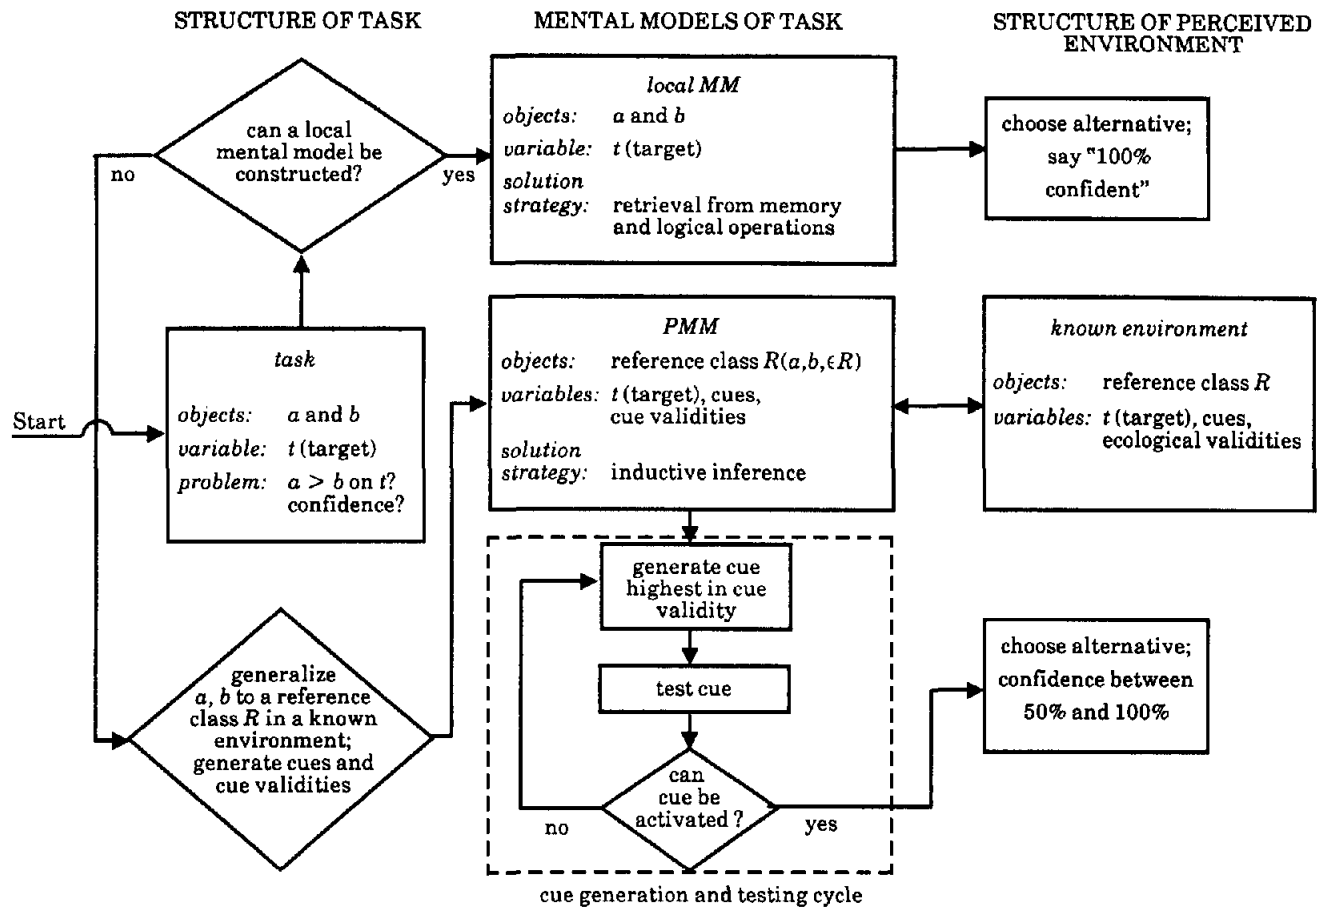 STRUCTURE OF TASK
MENTAL MODELS OF TASK
STRUCTURE OF PERCEIVED
ENVIRONMENT
can a local
mental model be
constructed?
no
yes
local MM
objects: a and b
variable: t (target)
solution
strategy: retrieval from memory
and logical operations
choose alternative;
say "100%
confident"
Start
task
objects: a and b
variable: t (target)
problem: a > b on t?
confidence?
PMM
objects: reference class R(a,b,ϵR)
variables: t (target), cues,
cue validities
solution
strategy: inductive inference
known environment
objects: reference class R
variables: t (target), cues,
ecological validities
generalize
a, b to a reference
class R in a known
environment;
generate cues and
cue validities
generate cue
highest in cue
validity
test cue
can
cue be
activated ?
no
yes
choose alternative;
confidence between
50% and 100%
cue generation and testing cycle